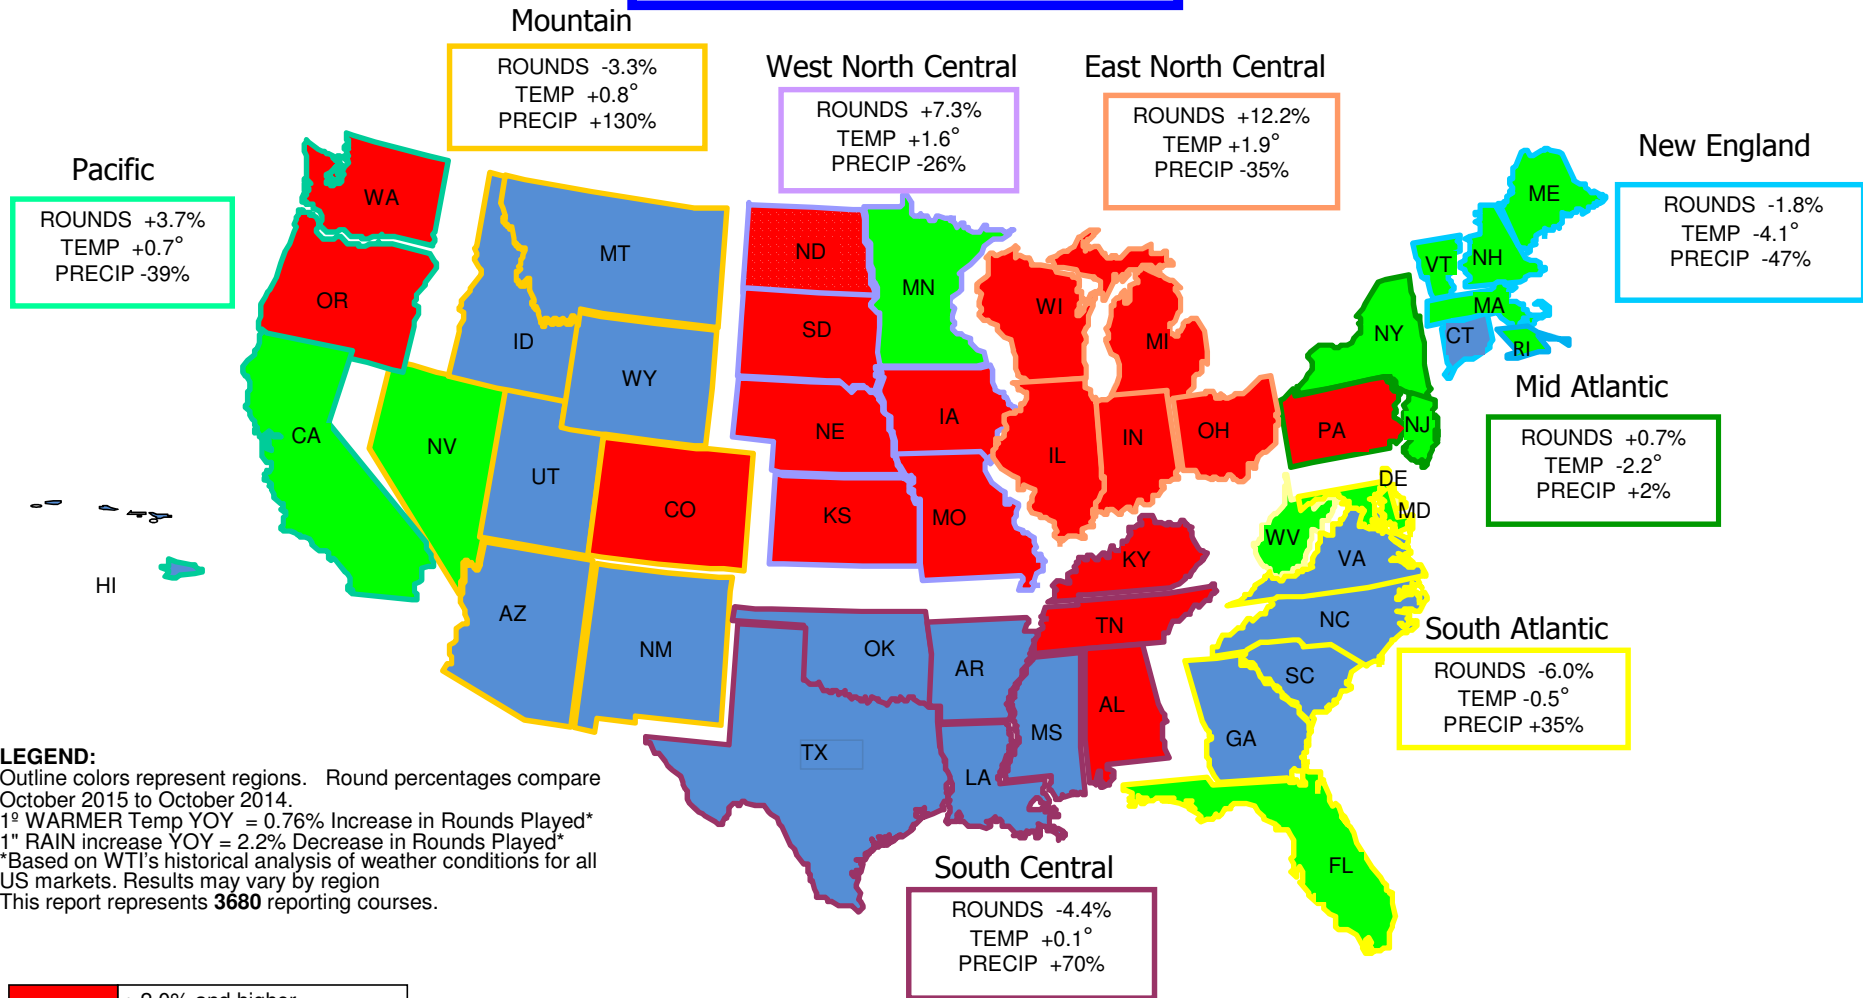 Mountain
ROUNDS -3.3%
TEMP +0.8°
PRECIP +130%
West North Central
ROUNDS +7.3%
TEMP +1.6°
PRECIP -26%
East North Central
ROUNDS +12.2%
TEMP +1.9°
PRECIP -35%
New England
ROUNDS -1.8%
TEMP -4.1°
PRECIP -47%
Pacific
ROUNDS +3.7%
TEMP +0.7°
PRECIP -39%
WA
OR
CA
NV
ID
MT
WY
UT
CO
AZ
NM
HI
ND
SD
NE
KS
MN
IA
MO
WI
MI
IL
IN
OH
ME
VT
NH
MA
CT
RI
NY
PA
NJ
Mid Atlantic
ROUNDS +0.7%
TEMP -2.2°
PRECIP +2%
DE
MD
WV
VA
NC
SC
GA
FL
South Atlantic
ROUNDS -6.0%
TEMP -0.5°
PRECIP +35%
KY
TN
AL
MS
OK
AR
TX
LA
South Central
ROUNDS -4.4%
TEMP +0.1°
PRECIP +70%
LEGEND:
Outline colors represent regions. Round percentages compare
October 2015 to October 2014.
1º WARMER Temp YOY = 0.76% Increase in Rounds Played*
1" RAIN increase YOY = 2.2% Decrease in Rounds Played*
*Based on WTI's historical analysis of weather conditions for all
US markets. Results may vary by region
This report represents 3680 reporting courses.
and higher